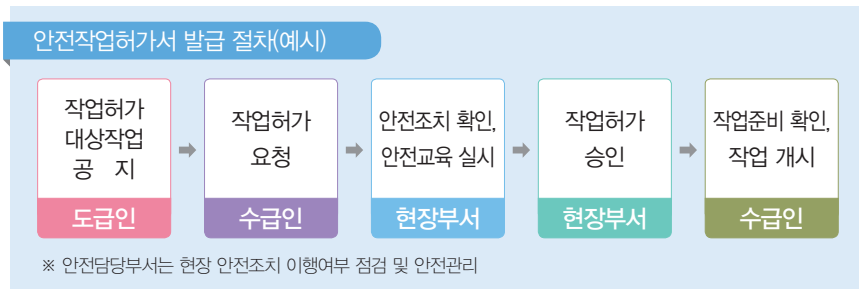 안전작업허가서 발급 절차(예시)
작업허가
대상작업
공 지
도급인
작업허가
요청
수급인
안전조치 확인,
안전교육 실시
현장부서
작업허가
승인
현장부서
작업준비 확인,
작업 개시
수급인
※ 안전담당부서는 현장 안전조치 이행여부 점검 및 안전관리